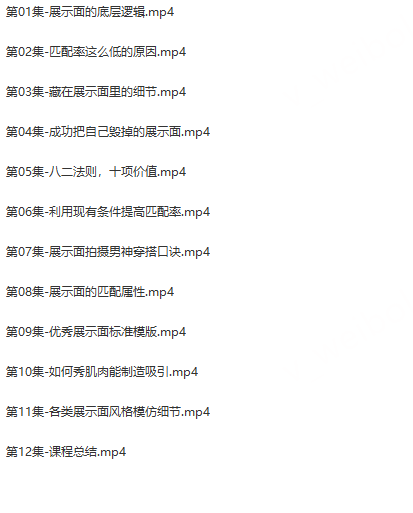 第01集-展示面的底层逻辑.mp4
第02集-匹配率这么低的原因.mp4
第03集-藏在展示面里的细节.mp4
第04集-成功把自己毁掉的展示面.mp4
第05集-八二法则，十项价值.mp4
第06集-利用现有条件提高匹配率.mp4
第07集-展示面拍摄男神穿搭口诀.mp4
第08集-展示面的匹配属性.mp4
第09集-优秀展示面标准模版.mp4
第10集-如何秀肌肉能制造吸引.mp4
第11集-各类展示面风格模仿细节.mp4
第12集-课程总结.mp4